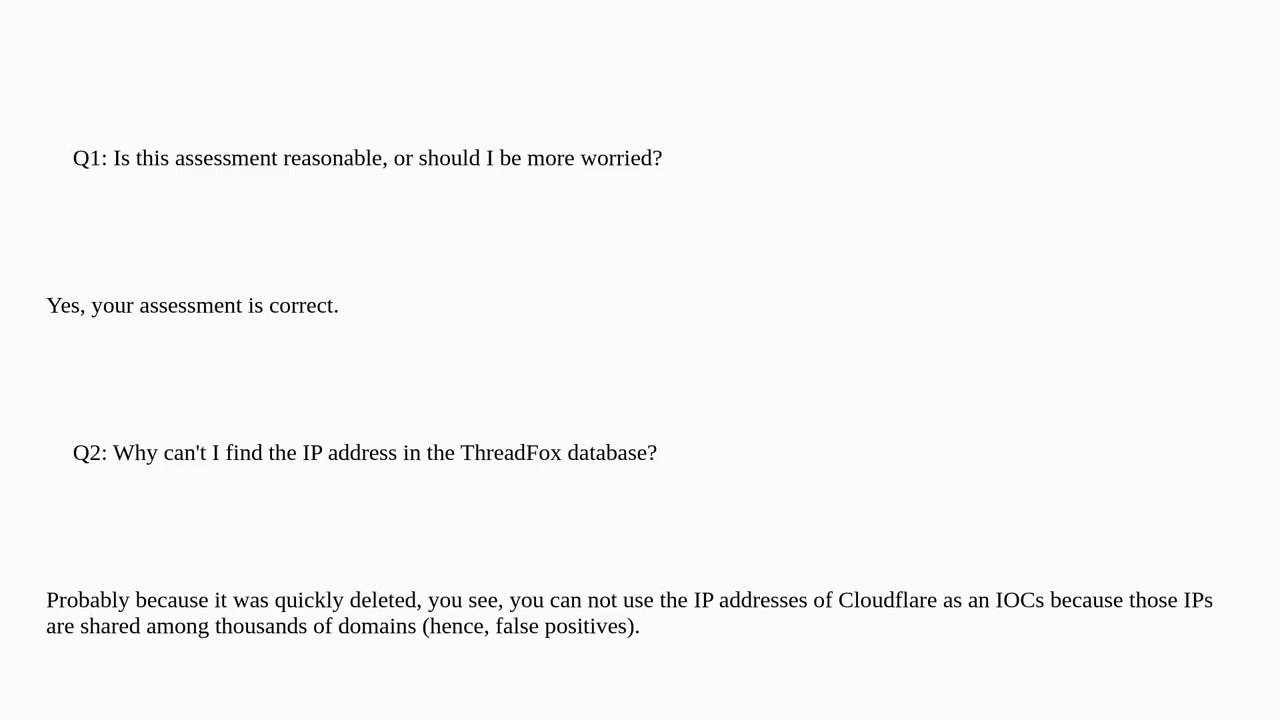 Q1: Is this assessment reasonable, or should I be more worried?
Yes, your assessment is correct.
Q2: Why can't I find the IP address in the ThreadFox database?
Probably because it was quickly deleted, you see, you can not use the IP addresses of Cloudflare as an IOCs because those IPs
are shared among thousands of domains (hence, false positives).